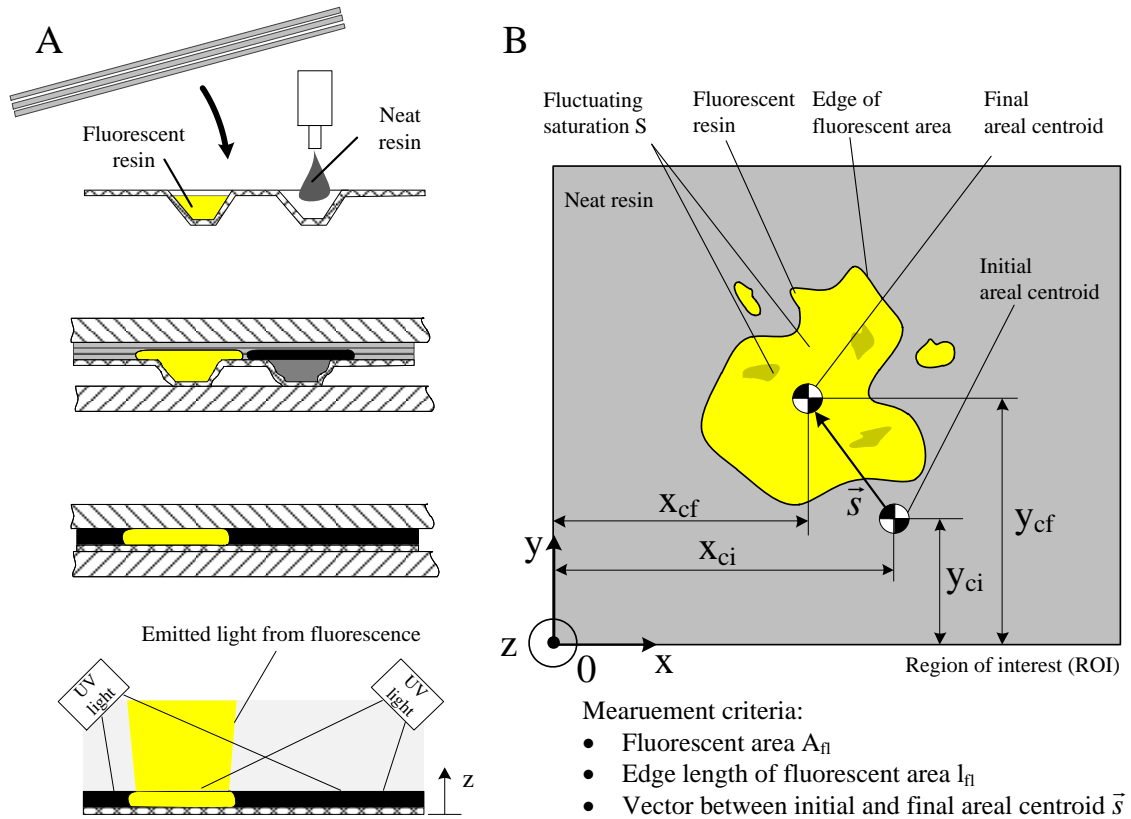 A
Fluorescent
resin
Neat
resin
Emitted light from fluorescence
UV
light
UV
light
z
B
Fluctuating
saturation S
Fluorescent
resin
Edge of
fluorescent area
Final
areal centroid
Neat resin
Initial
areal centroid
s⃗
x_cf
x_ci
y_cf
y_ci
y
z
0
x
Region of interest (ROI)
Mearuement criteria:
• Fluorescent area A_fl
• Edge length of fluorescent area l_fl
• Vector between initial and final areal centroid s⃗